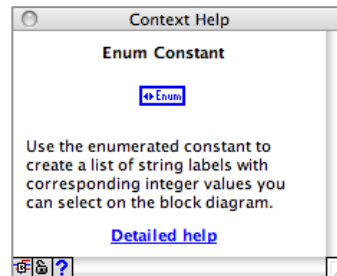 Context Help
Enum Constant
Enum
Use the enumerated constant to
create a list of string labels with
corresponding integer values you
can select on the block diagram.
Detailed help
?